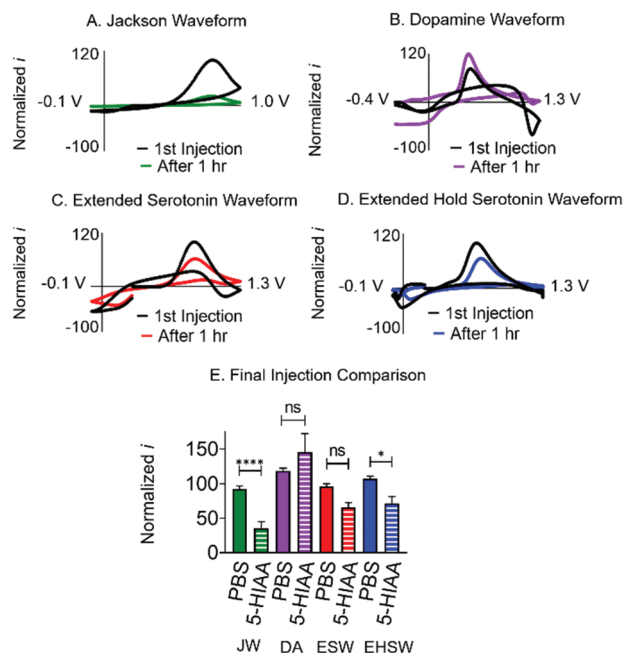 A. Jackson Waveform
120
Normalized i
-0.1 V
1.0 V
-100
1st Injection
After 1 hr
B. Dopamine Waveform
120
Normalized i
-0.4 V
1.3 V
-100
1st Injection
After 1 hr
C. Extended Serotonin Waveform
120
Normalized i
-0.1 V
1.3 V
-100
1st Injection
After 1 hr
D. Extended Hold Serotonin Waveform
120
Normalized i
-0.1 V
1.3 V
-100
1st Injection
After 1 hr
E. Final Injection Comparison
Normalized i
150
100
50
0
****
ns
ns
*
PBS
5-HIAA
PBS
5-HIAA
PBS
5-HIAA
PBS
5-HIAA
JW
DA
ESW
EHSW